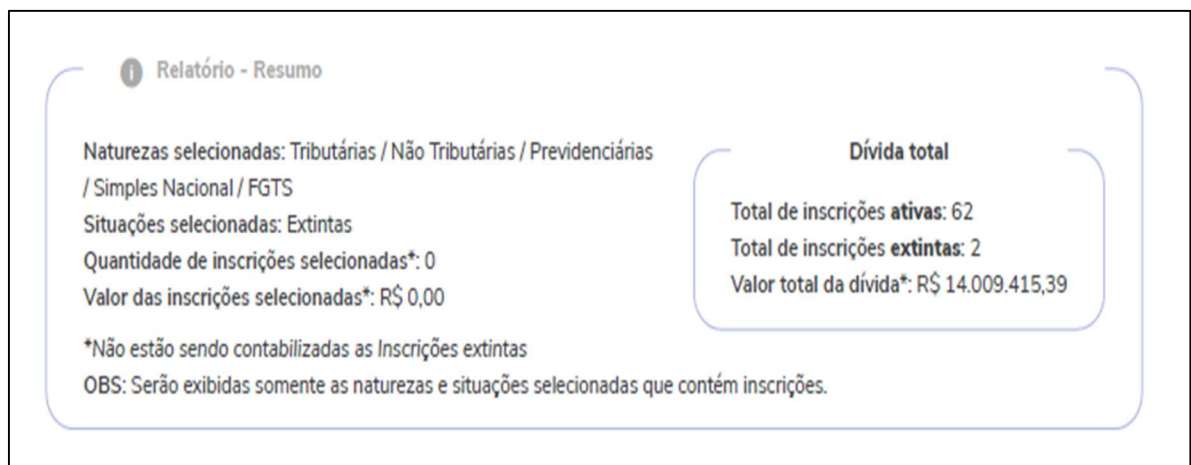 Relatório - Resumo
Naturezas selecionadas: Tributárias / Não Tributárias / Previdenciárias
/ Simples Nacional / FGTS
Situações selecionadas: Extintas
Quantidade de inscrições selecionadas*: 0
Valor das inscrições selecionadas*: R$ 0,00
*Não estão sendo contabilizadas as Inscrições extintas
OBS: Serão exibidas somente as naturezas e situações selecionadas que contém inscrições.
Dívida total
Total de inscrições ativas: 62
Total de inscrições extintas: 2
Valor total da dívida*: R$ 14.009.415,39